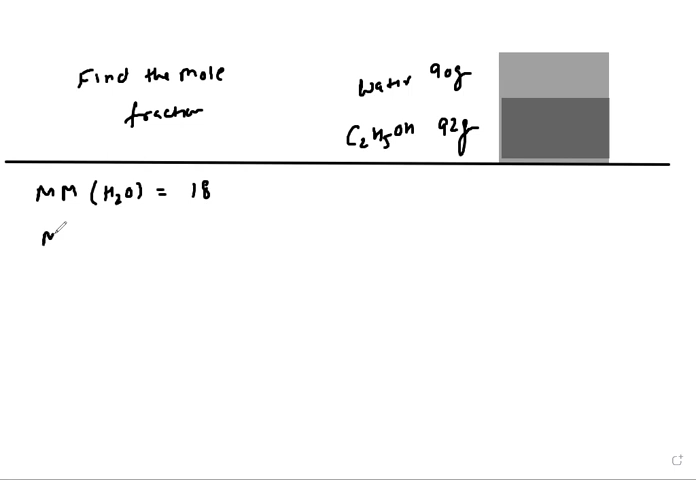 Find the mole
fraction
Water 90g
C₂H₅OH 92g
MM (H₂O) = 18
M